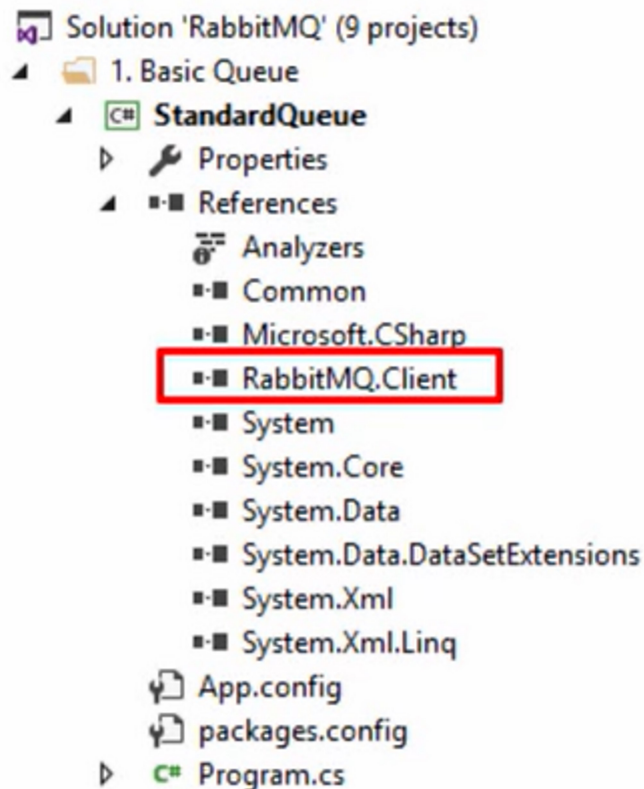 Solution 'RabbitMQ' (9 projects)
1. Basic Queue
C# StandardQueue
Properties
References
Analyzers
Common
Microsoft.CSharp
RabbitMQ.Client
System
System.Core
System.Data
System.Data.DataSetExtensions
System.Xml
System.Xml.Linq
App.config
packages.config
C# Program.cs